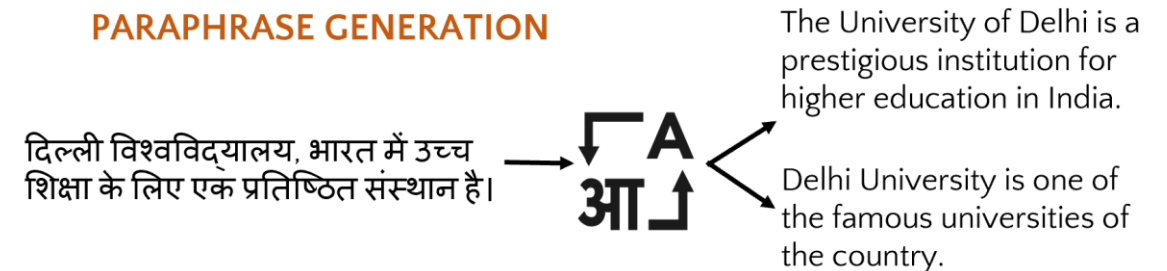 PARAPHRASE GENERATION
दिल्ली विश्वविद्यालय, भारत में उच्च
शिक्षा के लिए एक प्रतिष्ठित संस्थान है।
A
आ
The University of Delhi is a
prestigious institution for
higher education in India.
Delhi University is one of
the famous universities of
the country.